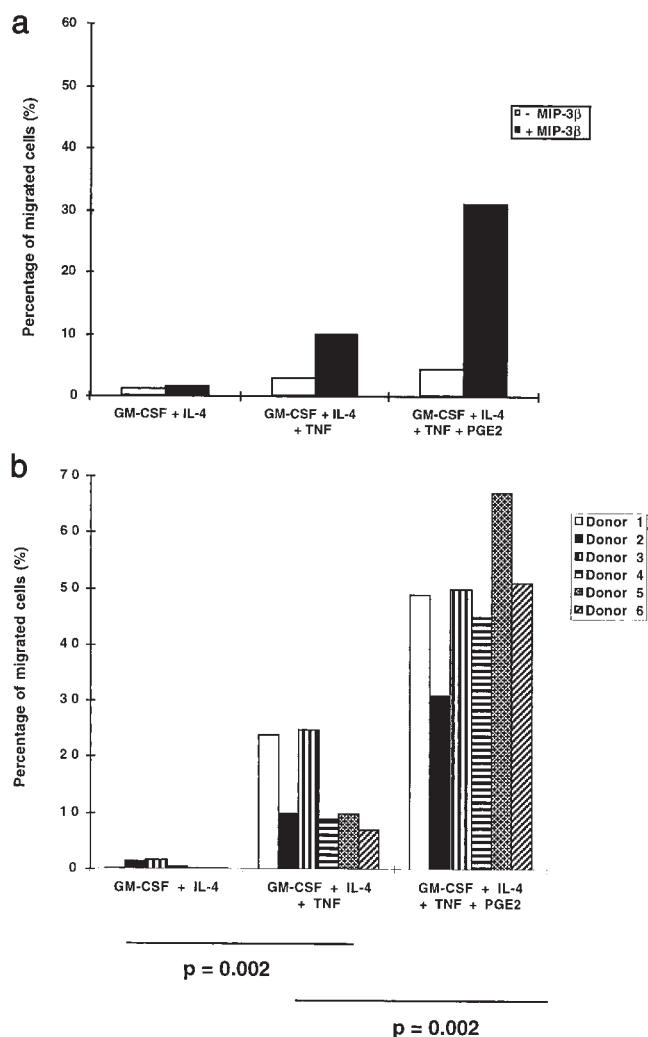 a
60
50
40
30
20
10
0
Percentage of migrated cells (%)
- MIP-3β
+ MIP-3β
GM-CSF + IL-4
GM-CSF + IL-4
+ TNF
GM-CSF + IL-4
+ TNF + PGE2
b
70
60
50
40
30
20
10
0
Percentage of migrated cells (%)
Donor 1
Donor 2
Donor 3
Donor 4
Donor 5
Donor 6
GM-CSF + IL-4
GM-CSF + IL-4
+ TNF
GM-CSF + IL-4
+ TNF + PGE2
p = 0.002
p = 0.002